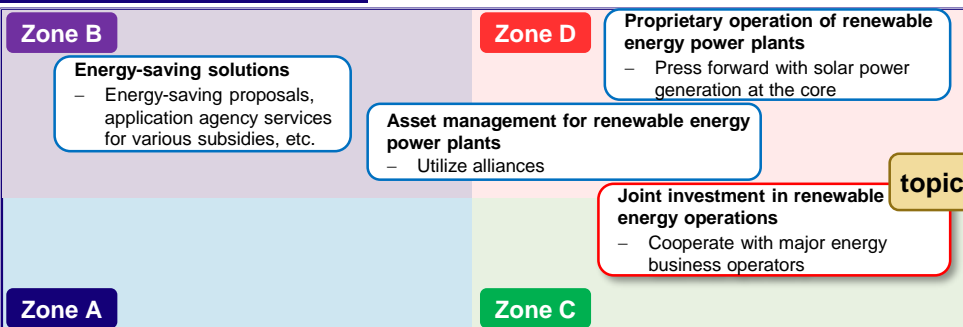 Zone B
Energy-saving solutions
– Energy-saving proposals,
application agency services
for various subsidies, etc.
Zone D
Proprietary operation of renewable
energy power plants
– Press forward with solar power
generation at the core
Asset management for renewable energy
power plants
– Utilize alliances
topic
Joint investment in renewable
energy operations
– Cooperate with major energy
business operators
Zone A
Zone C